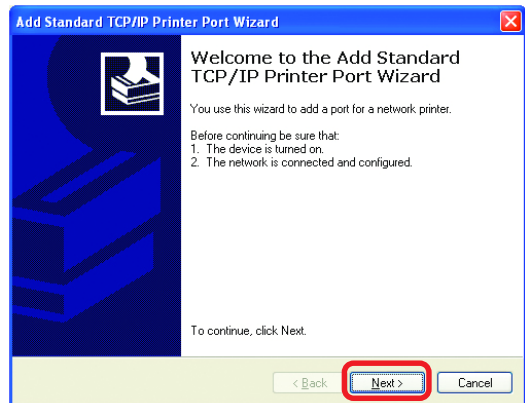 Add Standard TCP/IP Printer Port Wizard
Welcome to the Add Standard
TCP/IP Printer Port Wizard
You use this wizard to add a port for a network printer.
Before continuing be sure that:
1. The device is turned on.
2. The network is connected and configured.
To continue, click Next.
< Back
Next >
Cancel